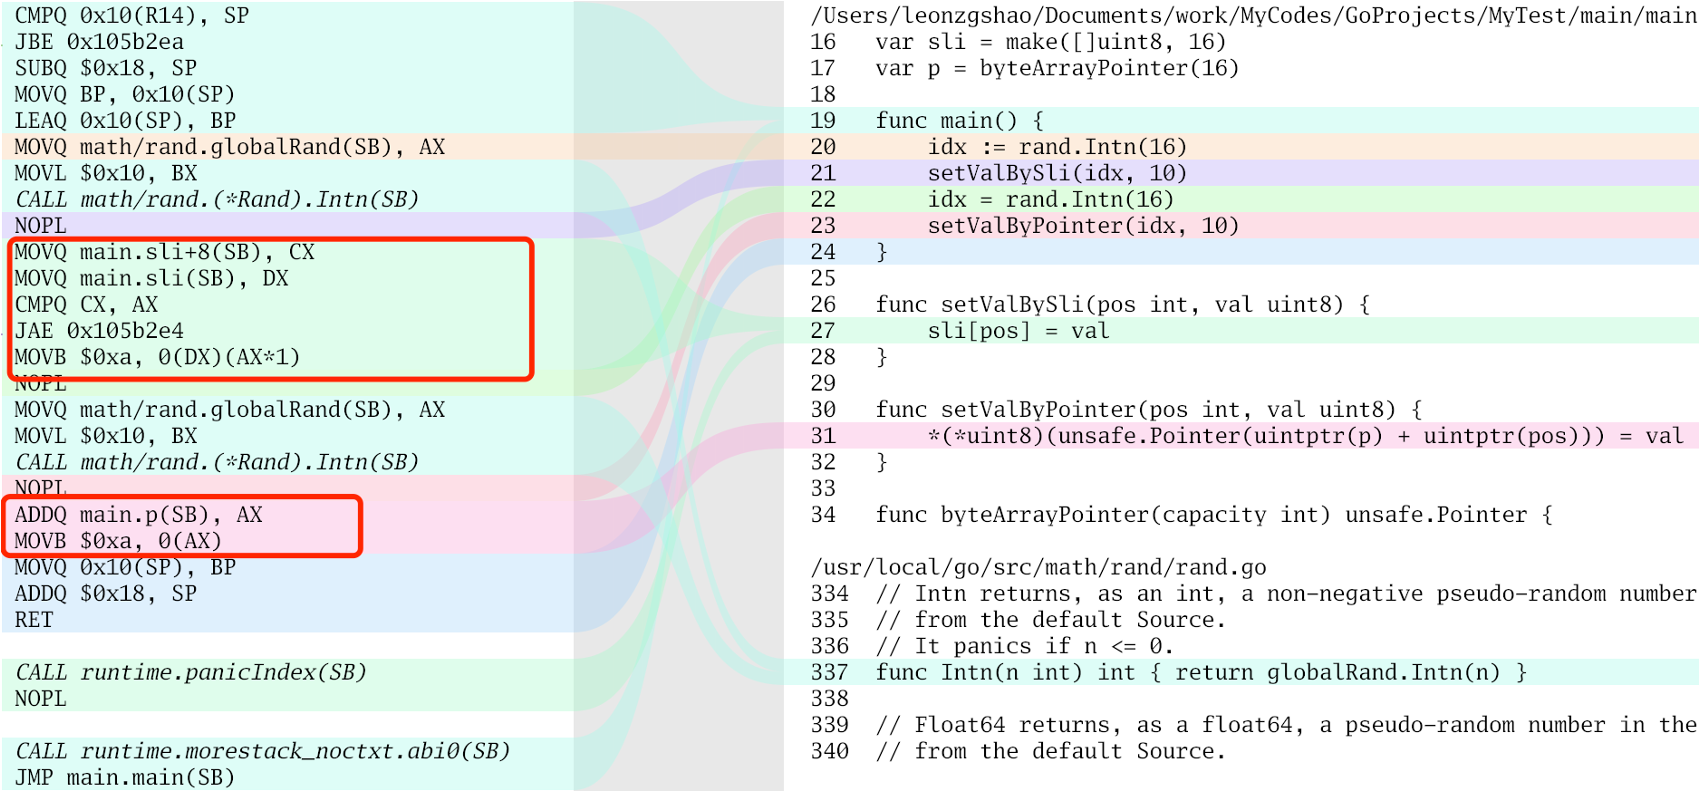 CMPQ 0x10(R14), SP
JBE 0x105b2ea
SUBQ $0x18, SP
MOVQ BP, 0x10(SP)
LEAQ 0x10(SP), BP
MOVQ math/rand.globalRand(SB), AX
MOVL $0x10, BX
CALL math/rand.(*Rand).Intn(SB)
NOPL
MOVQ main.sli+8(SB), CX
MOVQ main.sli(SB), DX
CMPQ CX, AX
JAE 0x105b2e4
MOVB $0xa, 0(DX)(AX*1)
NOPL
MOVQ math/rand.globalRand(SB), AX
MOVL $0x10, BX
CALL math/rand.(*Rand).Intn(SB)
NOPL
ADDQ main.p(SB), AX
MOVB $0xa, 0(AX)
MOVQ 0x10(SP), BP
ADDQ $0x18, SP
RET
CALL runtime.panicIndex(SB)
NOPL
CALL runtime.morestack_noctxt.abi0(SB)
JMP main.main(SB)
/Users/leonzgshao/Documents/work/MyCodes/GoProjects/MyTest/main/main
16 var sli = make([]uint8, 16)
17 var p = byteArrayPointer(16)
18
19 func main() {
20 idx := rand.Intn(16)
21 setValBySli(idx, 10)
22 idx = rand.Intn(16)
23 setValByPointer(idx, 10)
24 }
25
26 func setValBySli(pos int, val uint8) {
27 sli[pos] = val
28 }
29
30 func setValByPointer(pos int, val uint8) {
31 *(*uint8)(unsafe.Pointer(uintptr(p) + uintptr(pos))) = val
32 }
33
34 func byteArrayPointer(capacity int) unsafe.Pointer {
/usr/local/go/src/math/rand/rand.go
334 // Intn returns, as an int, a non-negative pseudo-random number
335 // from the default Source.
336 // It panics if n <= 0.
337 func Intn(n int) int { return globalRand.Intn(n) }
338
339 // Float64 returns, as a float64, a pseudo-random number in the
340 // from the default Source.